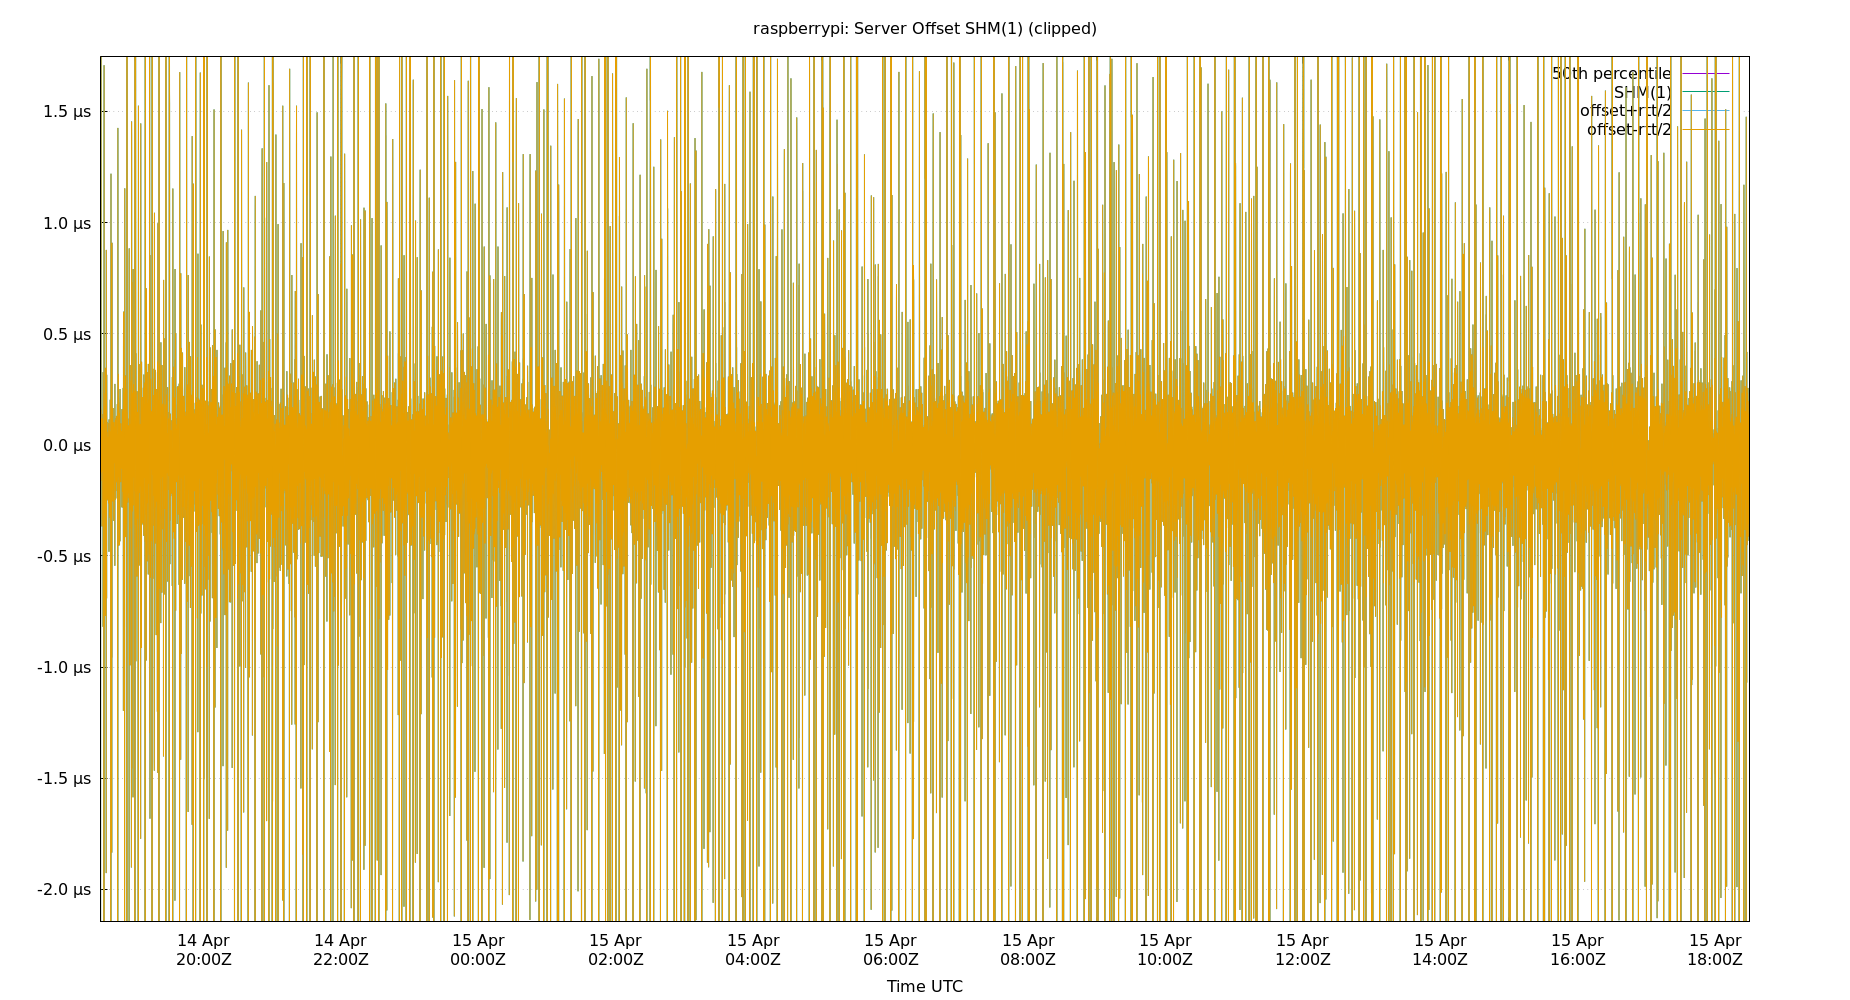 raspberrypi: Server Offset SHM(1) (clipped)
50th percentile
SHM(1)
offset+rtt/2
offset-rtt/2
1.5 µs
1.0 µs
0.5 µs
0.0 µs
-0.5 µs
-1.0 µs
-1.5 µs
-2.0 µs
14 Apr 14 Apr 15 Apr 15 Apr 15 Apr 15 Apr 15 Apr 15 Apr 15 Apr 15 Apr 15 Apr 15 Apr
20:00Z 22:00Z 00:00Z 02:00Z 04:00Z 06:00Z 08:00Z 10:00Z 12:00Z 14:00Z 16:00Z 18:00Z
Time UTC